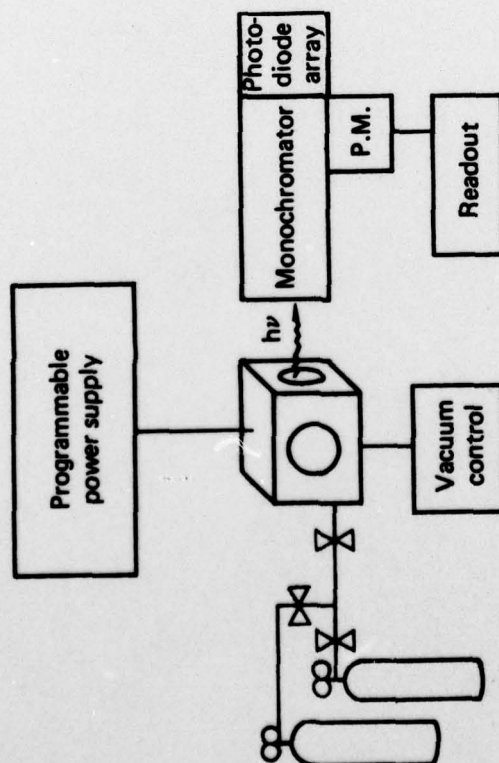 Programmable
power supply
hν
Monochromator
Photo-
diode
array
P.M.
Readout
Vacuum
control